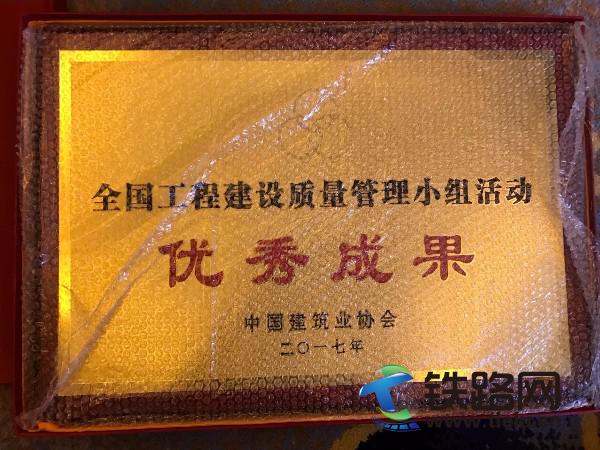 全国工程建设质量管理小组活动
优秀成果
中国建筑业协会
二〇一七年
铁路网